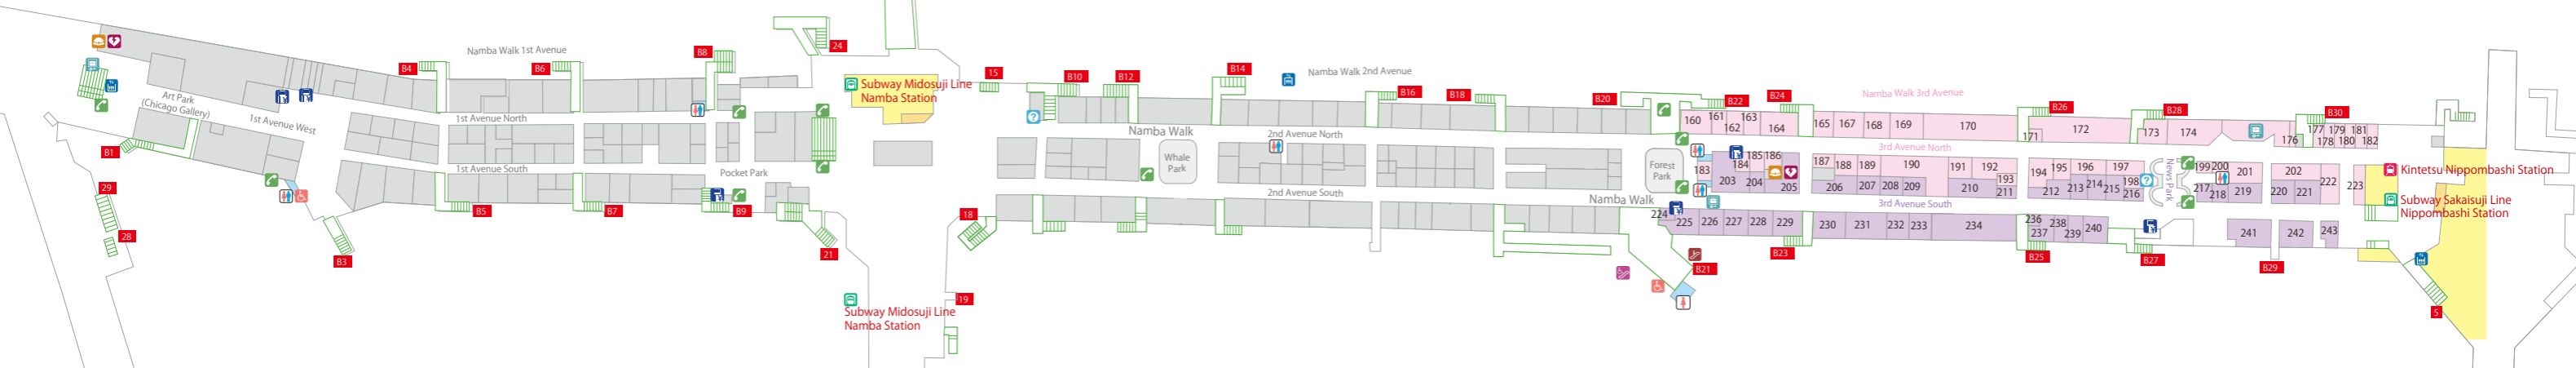 Namba Walk 1st Avenue
B4
B6
B8
24
Subway Midosuji Line
Namba Station
15
B10
B12
B14
Namba Walk 2nd Avenue
B16
B18
B20
B22
B24
Namba Walk 3rd Avenue
B26
B28
B30
Art Park
(Chicago Gallery)
1st Avenue West
1st Avenue North
Namba Walk
2nd Avenue North
160
161
162
163
164
165
167
168
169
170
171
172
173
174
176
177
179
181
178
180
182
B1
1st Avenue South
Pocket Park
Whale
Park
Forest
Park
3rd Avenue North
183
184
185
186
187
188
189
190
191
192
193
194
195
196
197
198
News Park
199
200
201
202
222
223
Kintetsu Nippombashi Station
203
204
205
206
207
208
209
210
211
212
213
214
215
216
217
218
219
220
221
Subway Sakaisuji Line
Nippombashi Station
29
28
B3
B5
B7
B9
21
18
2nd Avenue South
Namba Walk
3rd Avenue South
224
225
226
227
228
229
230
231
232
233
234
236
237
238
239
240
241
242
243
B21
B23
B25
B27
B29
19
Subway Midosuji Line
Namba Station
5